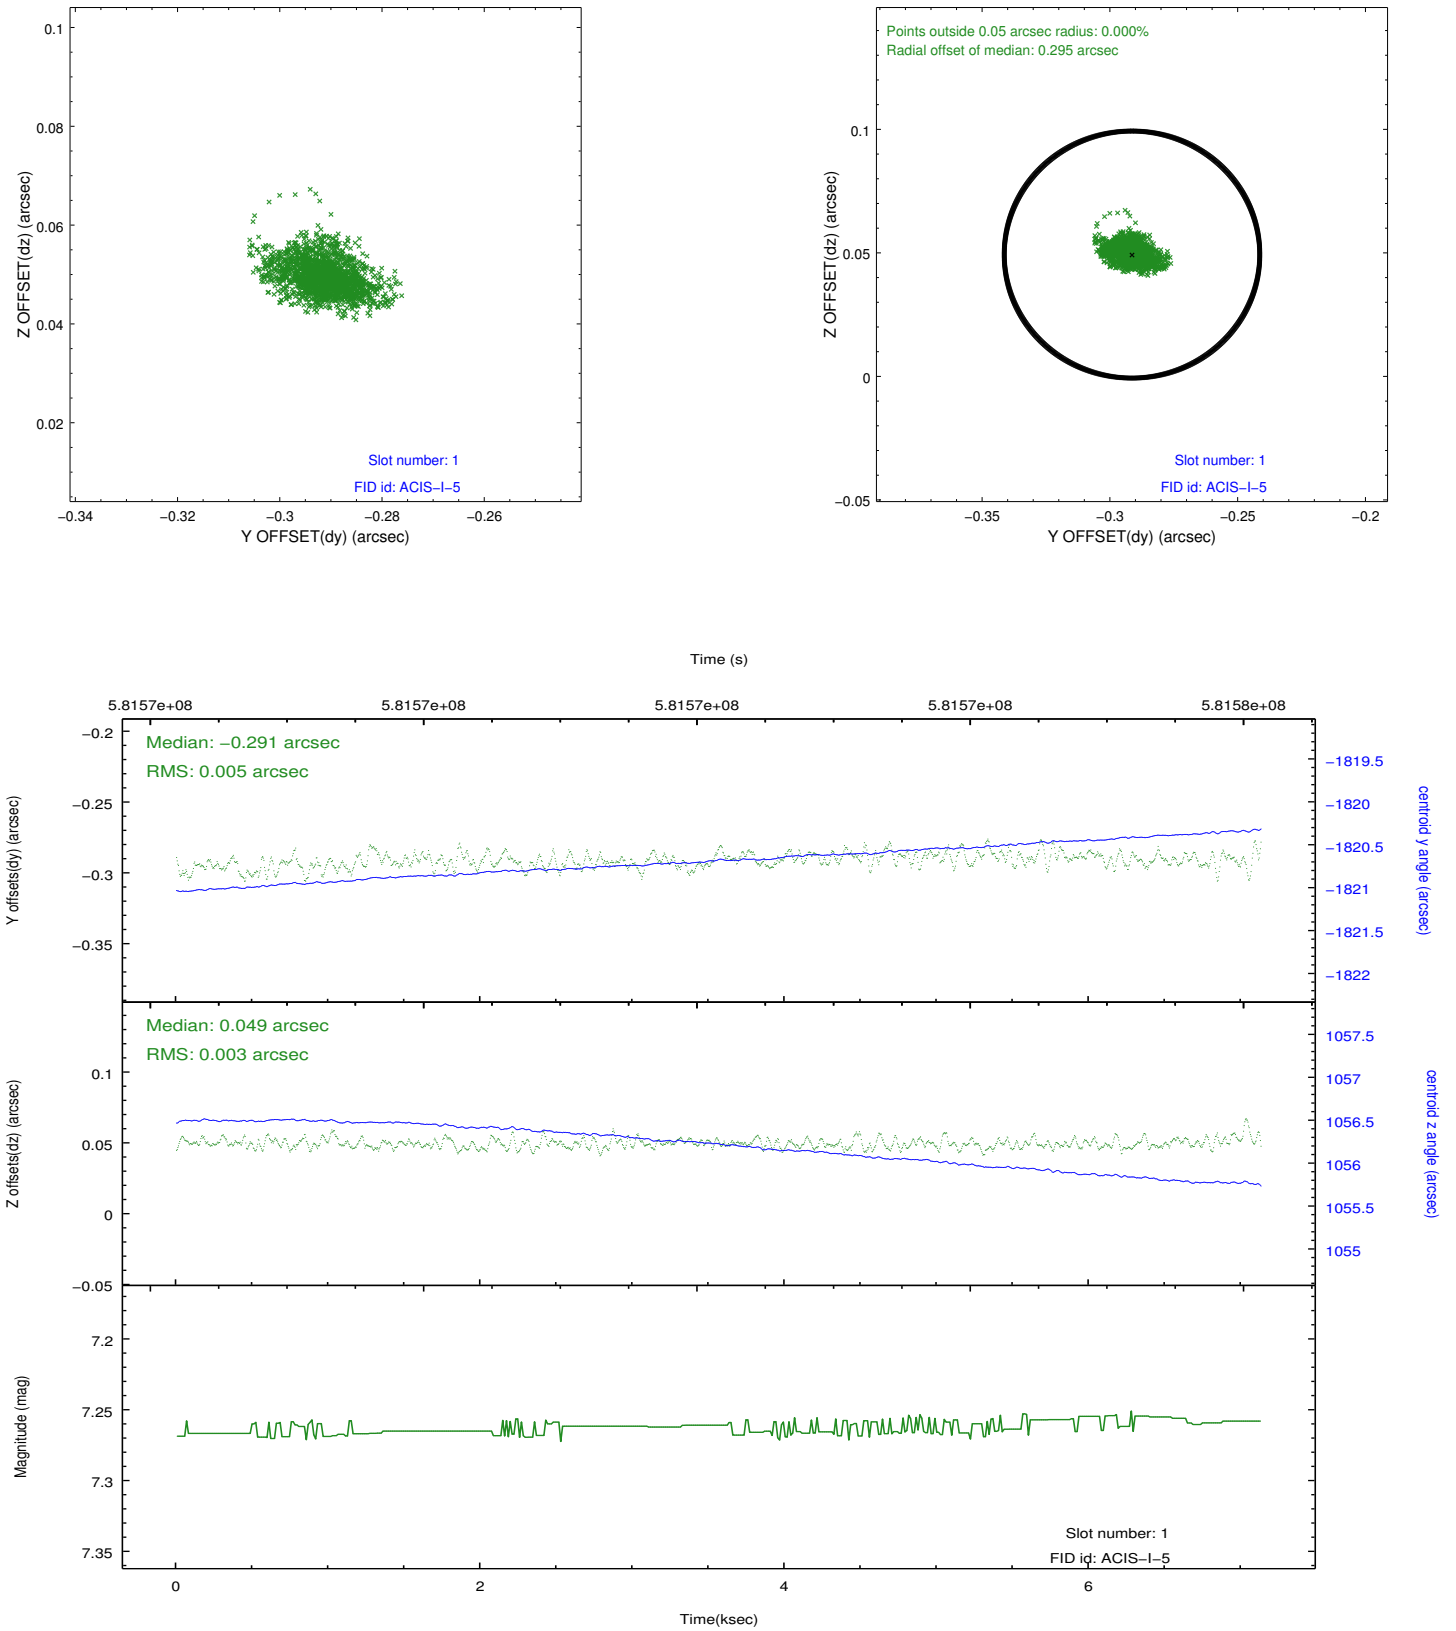 0.1
0.08
0.06
0.04
0.02
Z OFFSET(dz) (arcsec)
Slot number: 1
FID id: ACIS−I−5
−0.34 −0.32 −0.3 −0.28 −0.26
Y OFFSET(dy) (arcsec)
Points outside 0.05 arcsec radius: 0.000%
Radial offset of median: 0.295 arcsec
0.1
0.05
0
−0.05
Z OFFSET(dz) (arcsec)
Slot number: 1
FID id: ACIS−I−5
−0.35 −0.3 −0.25 −0.2
Y OFFSET(dy) (arcsec)
Time (s)
5.8157e+08 5.8157e+08 5.8157e+08 5.8157e+08 5.8158e+08
Median: −0.291 arcsec
RMS: 0.005 arcsec
−0.2
−0.25
−0.3
−0.35
Y offsets(dy) (arcsec)
−1819.5
−1820
−1820.5
−1821
−1821.5
−1822
centroid y angle (arcsec)
Median: 0.049 arcsec
RMS: 0.003 arcsec
0.1
0.05
0
−0.05
Z offsets(dz) (arcsec)
1057.5
1057
1056.5
1056
1055.5
1055
centroid z angle (arcsec)
7.2
7.25
7.3
7.35
Magnitude (mag)
Slot number: 1
FID id: ACIS−I−5
0 2 4 6
Time(ksec)